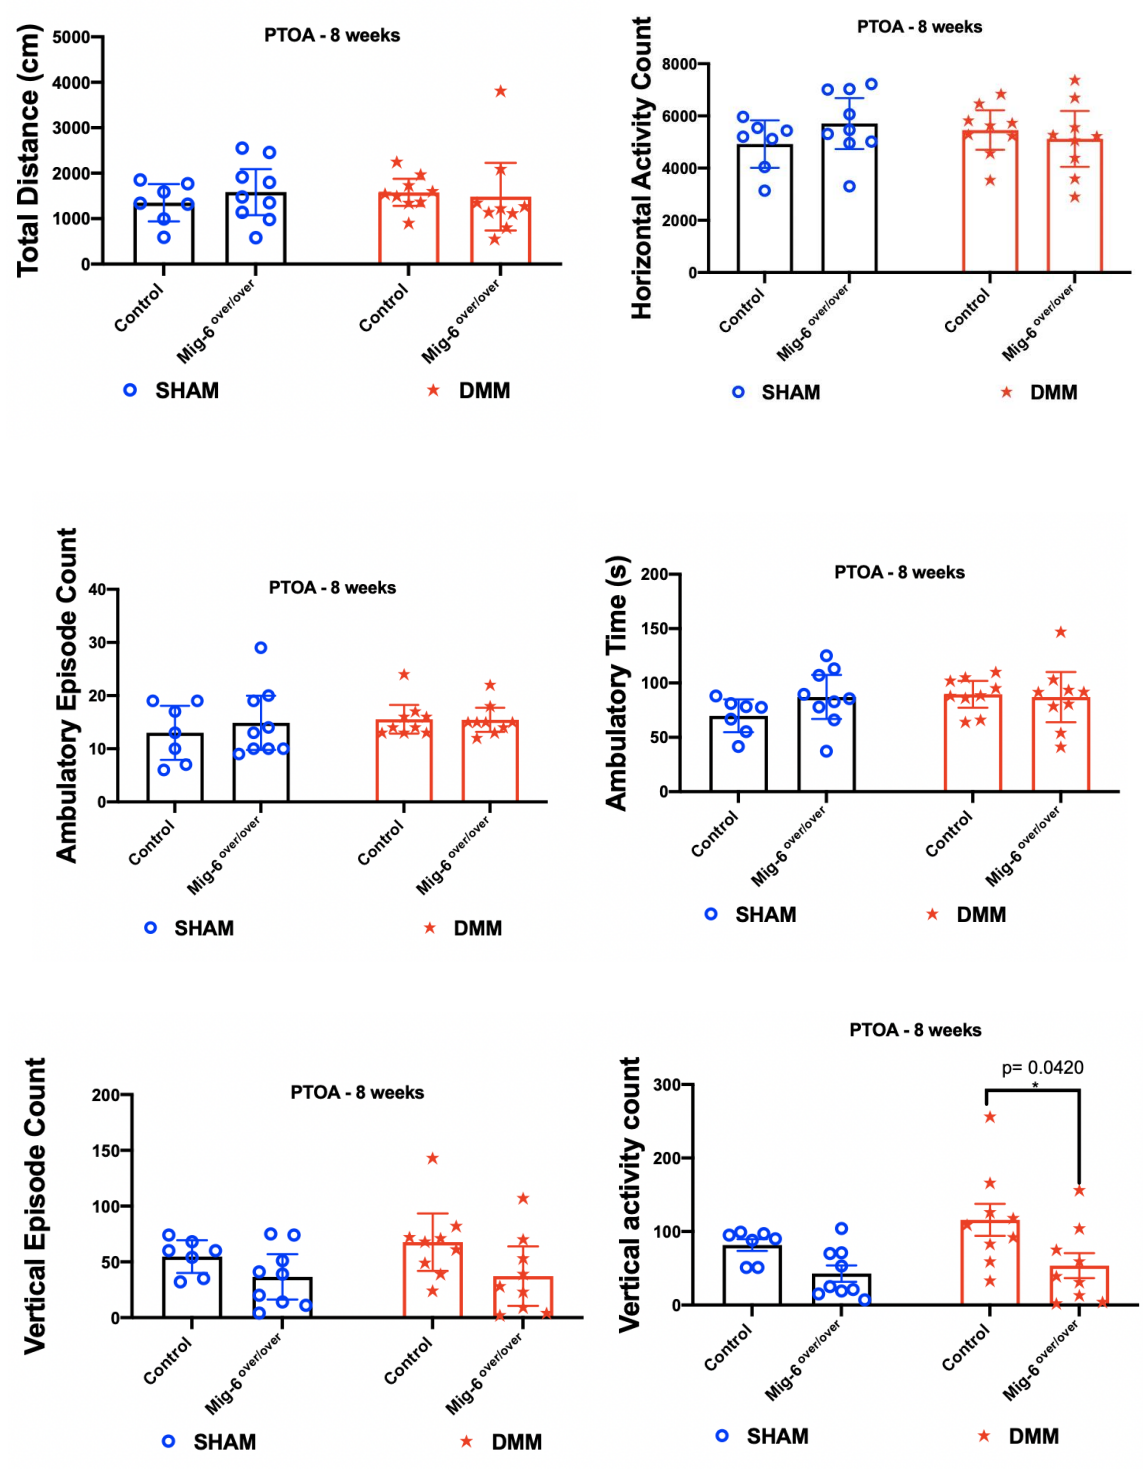 PTOA - 8 weeks
Total Distance (cm)
5000
4000
3000
2000
1000
0
Control
Mig-6 over/over
Control
Mig-6 over/over
SHAM
DMM
PTOA - 8 weeks
Horizontal Activity Count
8000
6000
4000
2000
0
Control
Mig-6 over/over
Control
Mig-6 over/over
SHAM
DMM
PTOA - 8 weeks
Ambulatory Episode Count
40
30
20
10
0
Control
Mig-6 over/over
Control
Mig-6 over/over
SHAM
DMM
PTOA - 8 weeks
Ambulatory Time (s)
200
150
100
50
0
Control
Mig-6 over/over
Control
Mig-6 over/over
SHAM
DMM
PTOA - 8 weeks
Vertical Episode Count
200
150
100
50
0
Control
Mig-6 over/over
Control
Mig-6 over/over
SHAM
DMM
PTOA - 8 weeks
Vertical activity count
p= 0.0420
*
300
200
100
0
Control
Mig-6 over/over
Control
Mig-6 over/over
SHAM
DMM